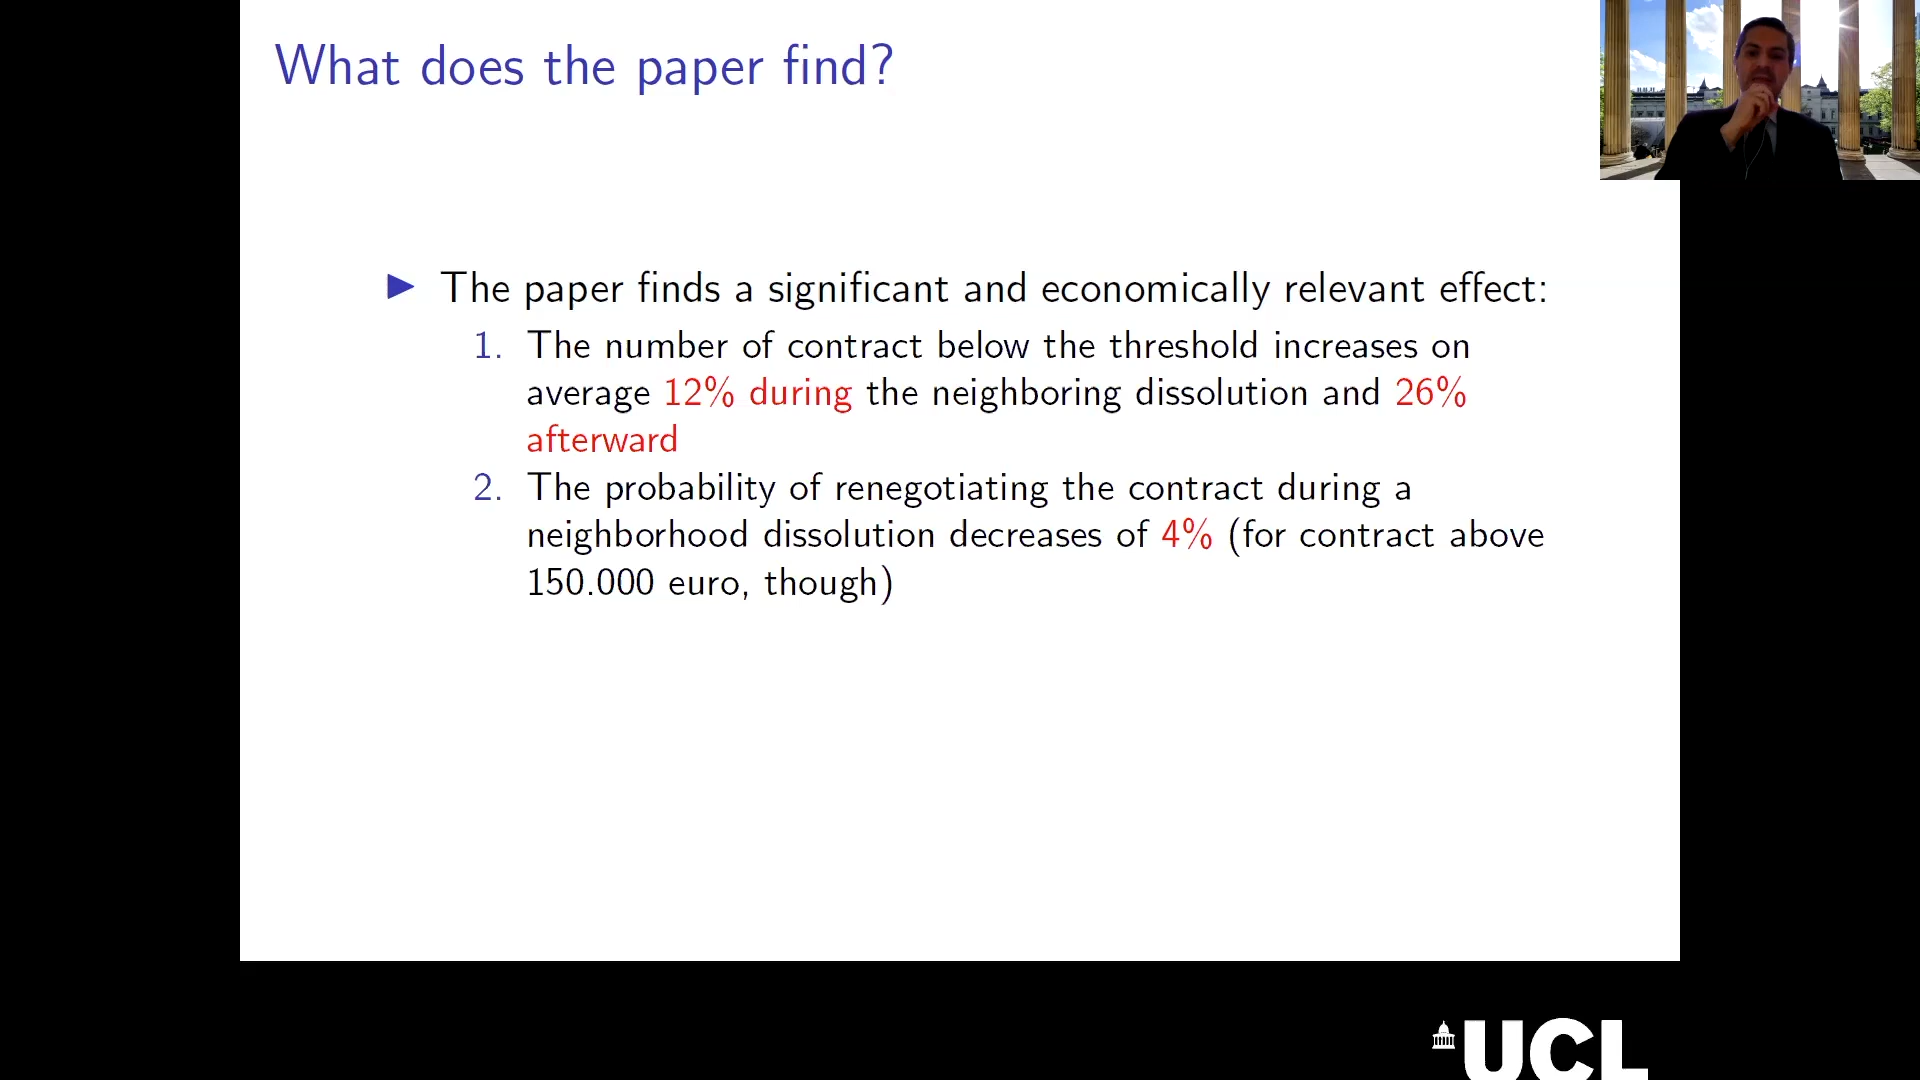 What does the paper find?
▶ The paper finds a significant and economically relevant effect:
1. The number of contract below the threshold increases on
average 12% during the neighboring dissolution and 26%
afterward
2. The probability of renegotiating the contract during a
neighborhood dissolution decreases of 4% (for contract above
150.000 euro, though)
UCL